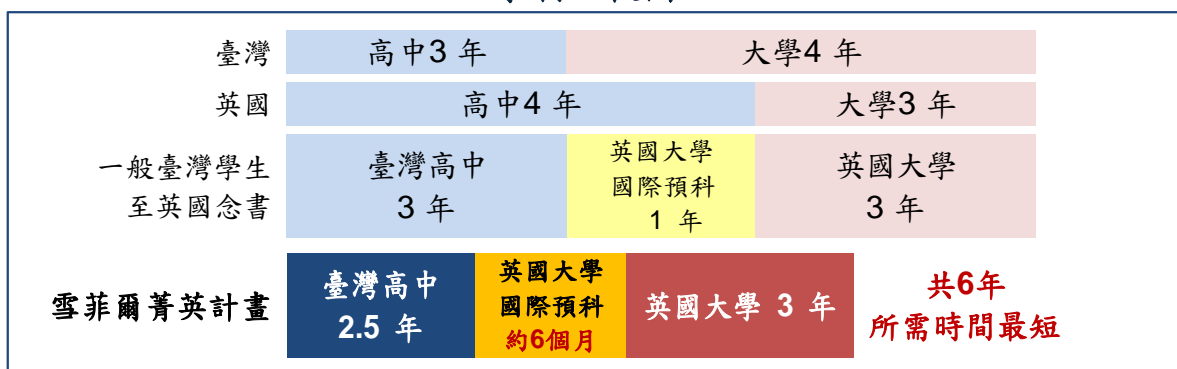 臺灣
高中3 年
大學4 年
英國
高中4 年
大學3 年
一般臺灣學生
至英國念書
臺灣高中
3 年
英國大學
國際預科
1 年
英國大學
3 年
雪菲爾菁英計畫
臺灣高中
2.5 年
英國大學
國際預科
約6個月
英國大學 3 年
共6年
所需時間最短